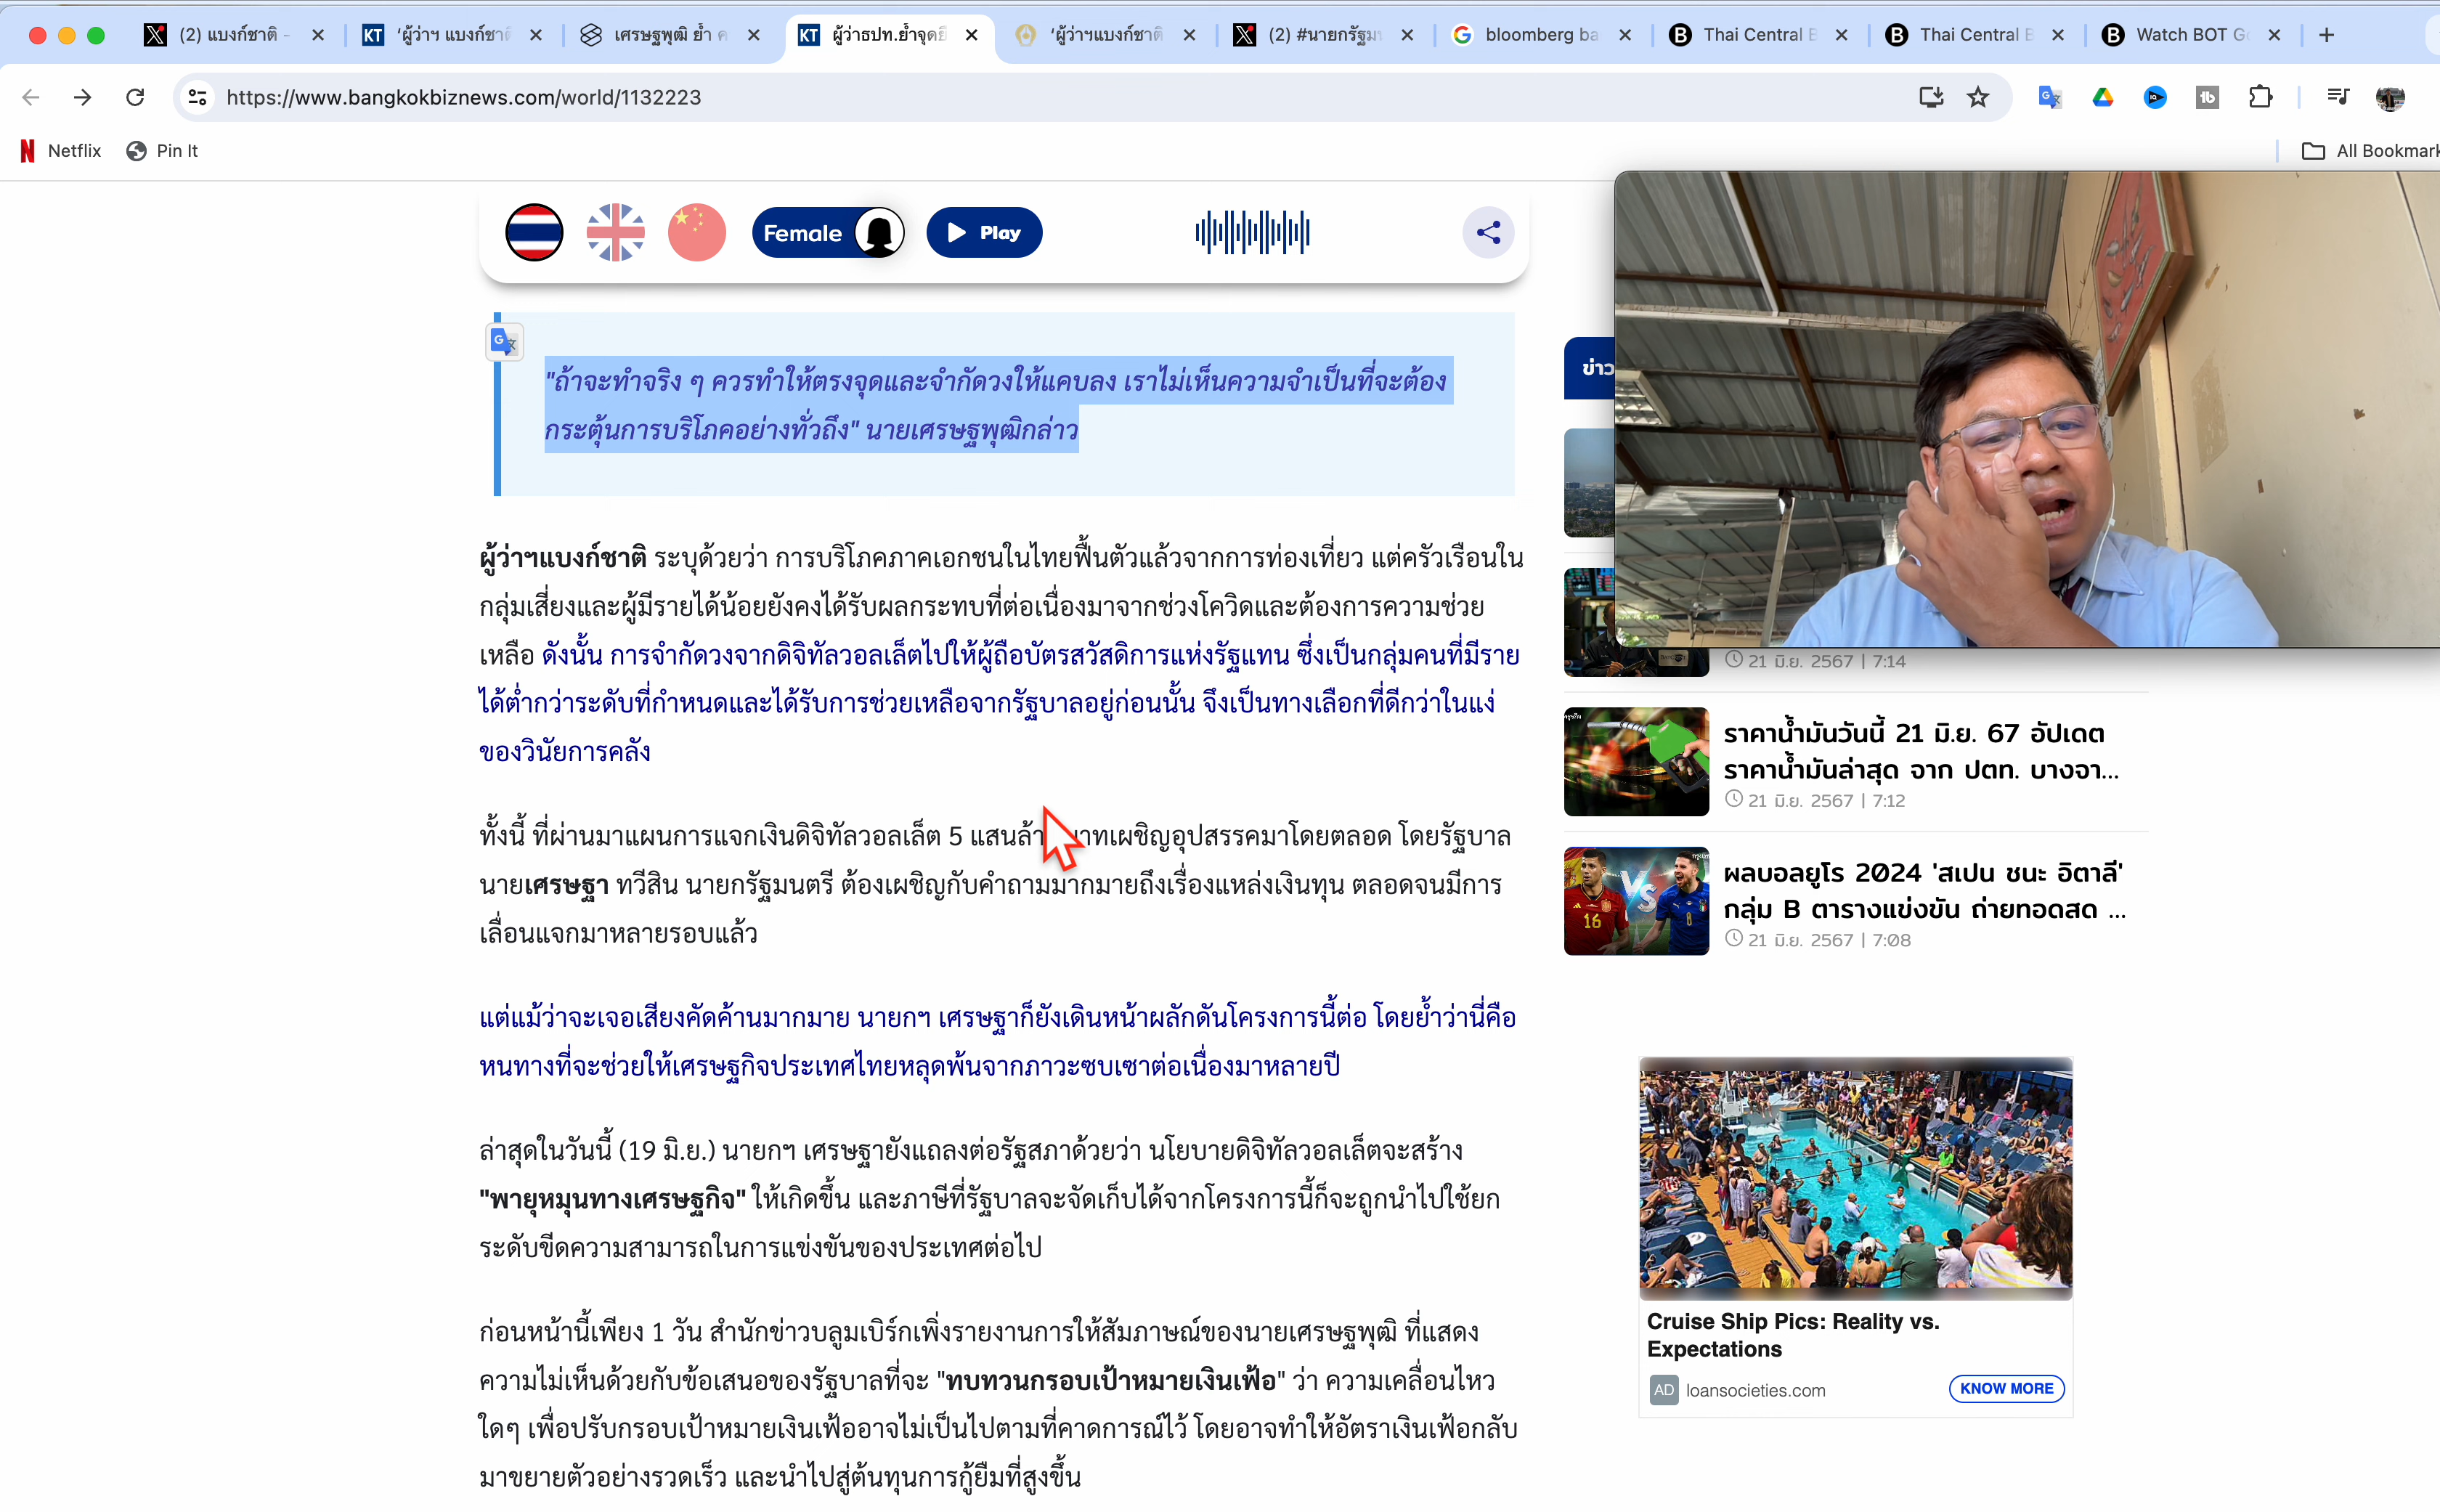 (2) แบงก์ชาติ -
'ผู้ว่าฯ แบงก์ชาติ
เศรษฐพุฒิ ย้ำ
ผู้ว่าธปท.ย้ำจุดยื
'ผู้ว่าฯแบงก์ชาติ
(2) #นายกรัฐม
bloomberg ba
Thai Central B
Thai Central B
Watch BOT Go
https://www.bangkokbiznews.com/world/1132223
Netflix
Pin It
All Bookmark
Female
Play
"ถ้าจะทำจริง ๆ ควรทำให้ตรงจุดและจำกัดวงให้แคบลง เราไม่เห็นความจำเป็นที่จะต้อง
กระตุ้นการบริโภคอย่างทั่วถึง" นายเศรษฐพุฒิกล่าว
ผู้ว่าฯแบงก์ชาติ ระบุด้วยว่า การบริโภคภาคเอกชนในไทยฟื้นตัวแล้วจากการท่องเที่ยว แต่ครัวเรือนใน
กลุ่มเสี่ยงและผู้มีรายได้น้อยยังคงได้รับผลกระทบที่ต่อเนื่องมาจากช่วงโควิดและต้องการความช่วย
เหลือ ดังนั้น การจำกัดวงจากดิจิทัลวอลเล็ตไปให้ผู้ถือบัตรสวัสดิการแห่งรัฐแทน ซึ่งเป็นกลุ่มคนที่มีราย
ได้ต่ำกว่าระดับที่กำหนดและได้รับการช่วยเหลือจากรัฐบาลอยู่ก่อนนั้น จึงเป็นทางเลือกที่ดีกว่าในแง่
ของวินัยการคลัง
ทั้งนี้ ที่ผ่านมาแผนการแจกเงินดิจิทัลวอลเล็ต 5 แสนล้านบาทเผชิญอุปสรรคมาโดยตลอด โดยรัฐบาล
นายเศรษฐา ทวีสิน นายกรัฐมนตรี ต้องเผชิญกับคำถามมากมายถึงเรื่องแหล่งเงินทุน ตลอดจนมีการ
เลื่อนแจกมาหลายรอบแล้ว
แต่แม้ว่าจะเจอเสียงคัดค้านมากมาย นายกฯ เศรษฐาก็ยังเดินหน้าผลักดันโครงการนี้ต่อ โดยย้ำว่านี่คือ
หนทางที่จะช่วยให้เศรษฐกิจประเทศไทยหลุดพ้นจากภาวะซบเซาต่อเนื่องมาหลายปี
ล่าสุดในวันนี้ (19 มิ.ย.) นายกฯ เศรษฐายังแถลงต่อรัฐสภาด้วยว่า นโยบายดิจิทัลวอลเล็ตจะสร้าง
"พายุหมุนทางเศรษฐกิจ" ให้เกิดขึ้น และภาษีที่รัฐบาลจะจัดเก็บได้จากโครงการนี้ก็จะถูกนำไปใช้ยก
ระดับขีดความสามารถในการแข่งขันของประเทศต่อไป
ก่อนหน้านี้เพียง 1 วัน สำนักข่าวบลูมเบิร์กเพิ่งรายงานการให้สัมภาษณ์ของนายเศรษฐพุฒิ ที่แสดง
ความไม่เห็นด้วยกับข้อเสนอของรัฐบาลที่จะ "ทบทวนกรอบเป้าหมายเงินเฟ้อ" ว่า ความเคลื่อนไหว
ใดๆ เพื่อปรับกรอบเป้าหมายเงินเฟ้ออาจไม่เป็นไปตามที่คาดการณ์ไว้ โดยอาจทำให้อัตราเงินเฟ้อกลับ
มาขยายตัวอย่างรวดเร็ว และนำไปสู่ต้นทุนการกู้ยืมที่สูงขึ้น
ข่าว
21 มิ.ย. 2567 | 7:14
ราคาน้ำมันวันนี้ 21 มิ.ย. 67 อัปเดต
ราคาน้ำมันล่าสุด จาก ปตท. บางจา...
21 มิ.ย. 2567 | 7:12
VS
16
8
ผลบอลยูโร 2024 'สเปน ชนะ อิตาลี'
กลุ่ม B ตารางแข่งขัน ถ่ายทอดสด ...
21 มิ.ย. 2567 | 7:08
Cruise Ship Pics: Reality vs.
Expectations
AD loansocieties.com
KNOW MORE